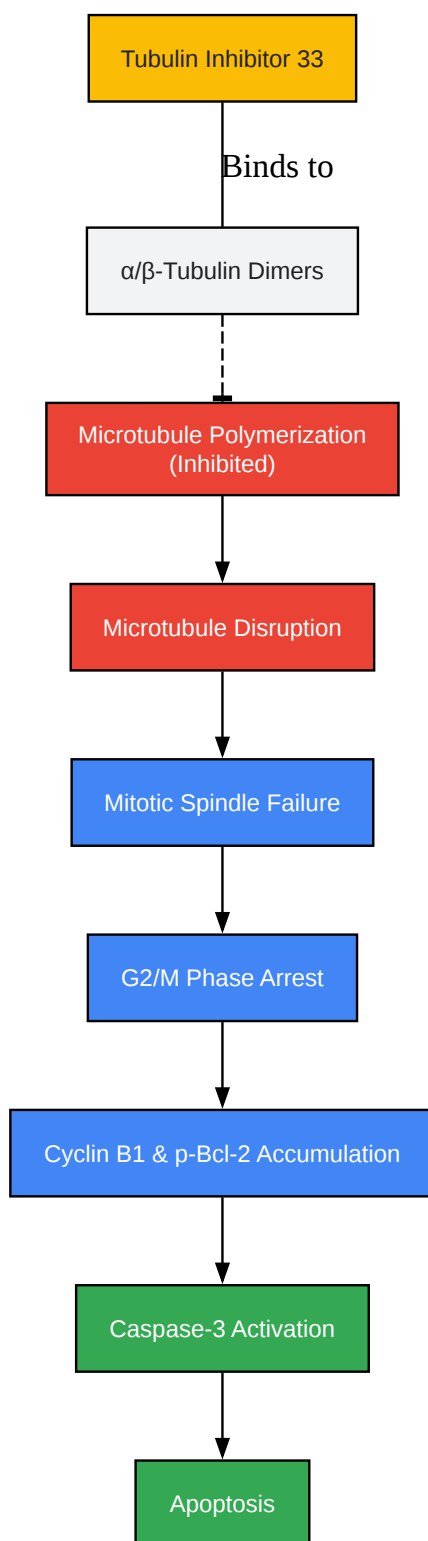 Tubulin Inhibitor 33
Binds to
α/β-Tubulin Dimers
Microtubule Polymerization
(Inhibited)
Microtubule Disruption
Mitotic Spindle Failure
G2/M Phase Arrest
Cyclin B1 & p-Bcl-2 Accumulation
Caspase-3 Activation
Apoptosis